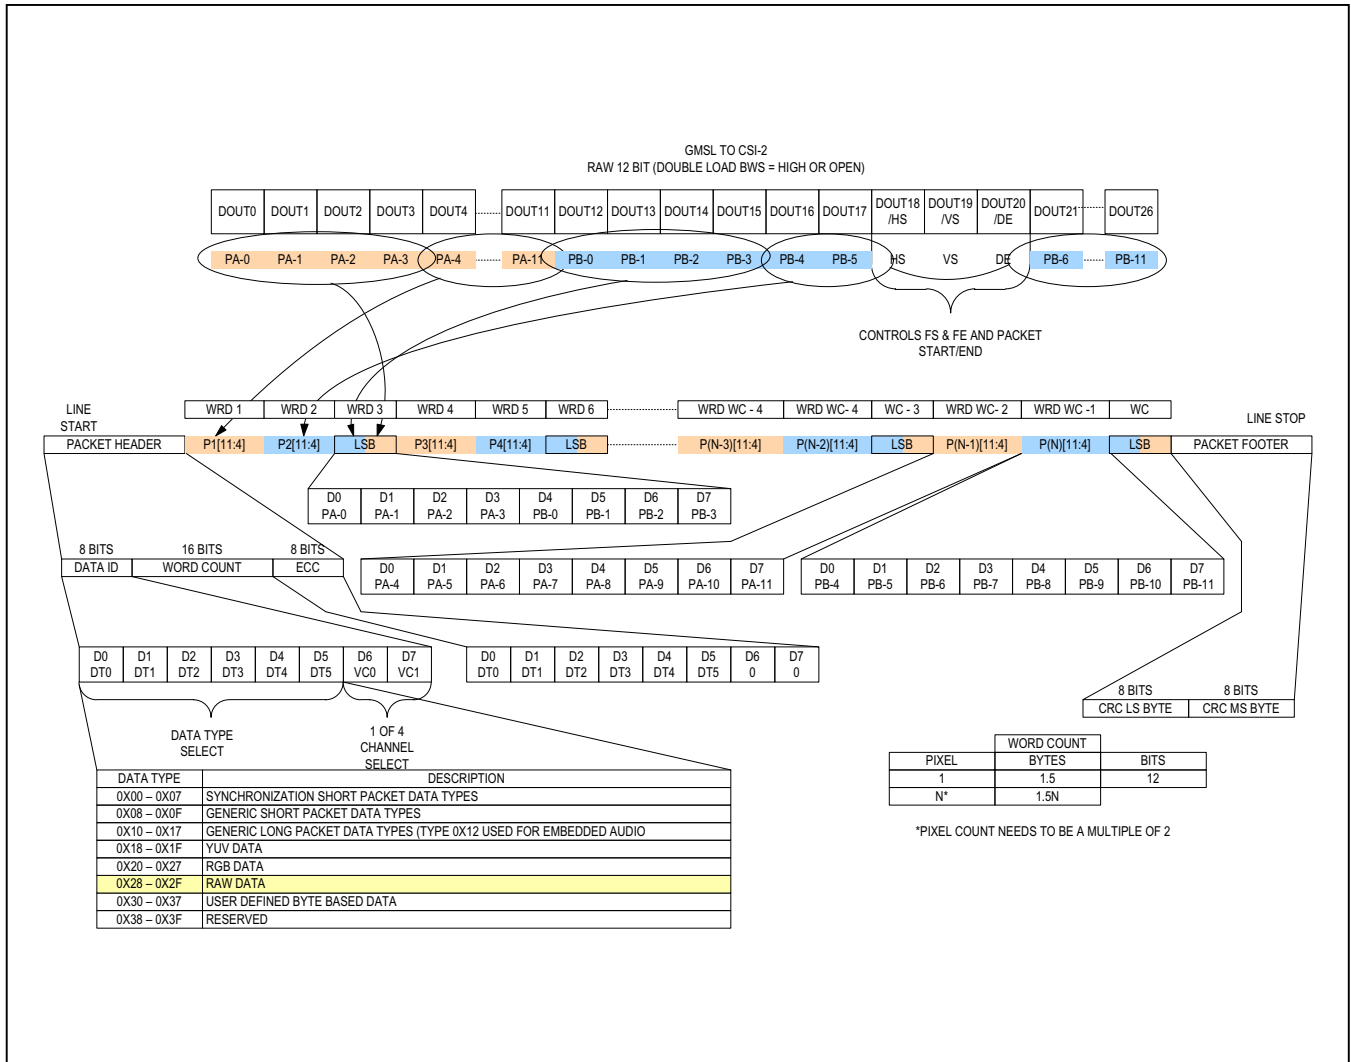 GMSL TO CSI-2
RAW 12 BIT (DOUBLE LOAD BWS = HIGH OR OPEN)
DOUT0 DOUT1 DOUT2 DOUT3 DOUT4 DOUT11 DOUT12 DOUT13 DOUT14 DOUT15 DOUT16 DOUT17 DOUT18 DOUT19 DOUT20 DOUT21 DOUT26
/HS /VS /DE
PA-0 PA-1 PA-2 PA-3 PA-4 PA-11 PB-0 PB-1 PB-2 PB-3 PB-4 PB-5 HS VS DE PB-6 PB-11
CONTROLS FS & FE AND PACKET
START/END
LINE
START
WRD 1 WRD 2 WRD 3 WRD 4 WRD 5 WRD 6 WRD WC - 4 WRD WC- 4 WC - 3 WRD WC- 2 WRD WC -1 WC
LINE STOP
PACKET HEADER P1[11:4] P2[11:4] LSB P3[11:4] P4[11:4] LSB P(N-3)[11:4] P(N-2)[11:4] LSB P(N-1)[11:4] P(N)[11:4] LSB PACKET FOOTER
D0 D1 D2 D3 D4 D5 D6 D7
PA-0 PA-1 PA-2 PA-3 PB-0 PB-1 PB-2 PB-3
8 BITS 16 BITS 8 BITS
DATA ID WORD COUNT ECC
D0 D1 D2 D3 D4 D5 D6 D7
PA-4 PA-5 PA-6 PA-7 PA-8 PA-9 PA-10 PA-11
D0 D1 D2 D3 D4 D5 D6 D7
PB-4 PB-5 PB-6 PB-7 PB-8 PB-9 PB-10 PB-11
D0 D1 D2 D3 D4 D5 D6 D7
DT0 DT1 DT2 DT3 DT4 DT5 VC0 VC1
D0 D1 D2 D3 D4 D5 D6 D7
DT0 DT1 DT2 DT3 DT4 DT5 0 0
8 BITS 8 BITS
CRC LS BYTE CRC MS BYTE
DATA TYPE
SELECT
1 OF 4
CHANNEL
SELECT
WORD COUNT
PIXEL BYTES BITS
1 1.5 12
N* 1.5N
*PIXEL COUNT NEEDS TO BE A MULTIPLE OF 2
DATA TYPE DESCRIPTION
0X00 – 0X07 SYNCHRONIZATION SHORT PACKET DATA TYPES
0X08 – 0X0F GENERIC SHORT PACKET DATA TYPES
0X10 – 0X17 GENERIC LONG PACKET DATA TYPES (TYPE 0X12 USED FOR EMBEDDED AUDIO
0X18 – 0X1F YUV DATA
0X20 – 0X27 RGB DATA
0X28 – 0X2F RAW DATA
0X30 – 0X37 USER DEFINED BYTE BASED DATA
0X38 – 0X3F RESERVED